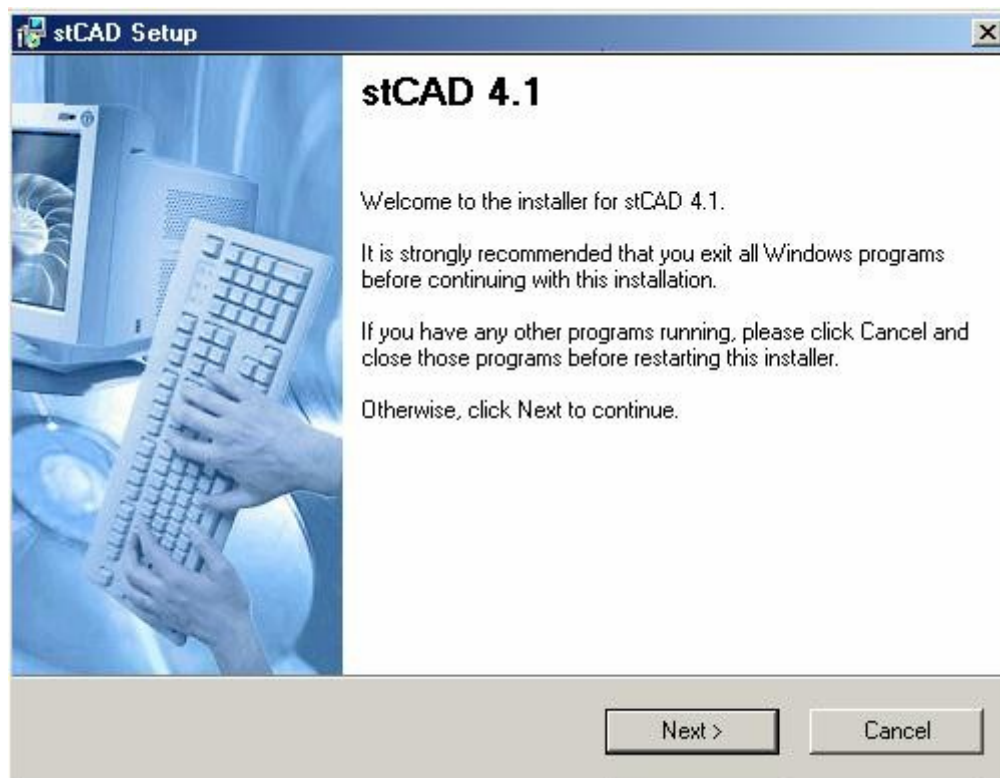 stCAD Setup
stCAD 4.1
Welcome to the installer for stCAD 4.1.
It is strongly recommended that you exit all Windows programs
before continuing with this installation.
If you have any other programs running, please click Cancel and
close those programs before restarting this installer.
Otherwise, click Next to continue.
Next >
Cancel